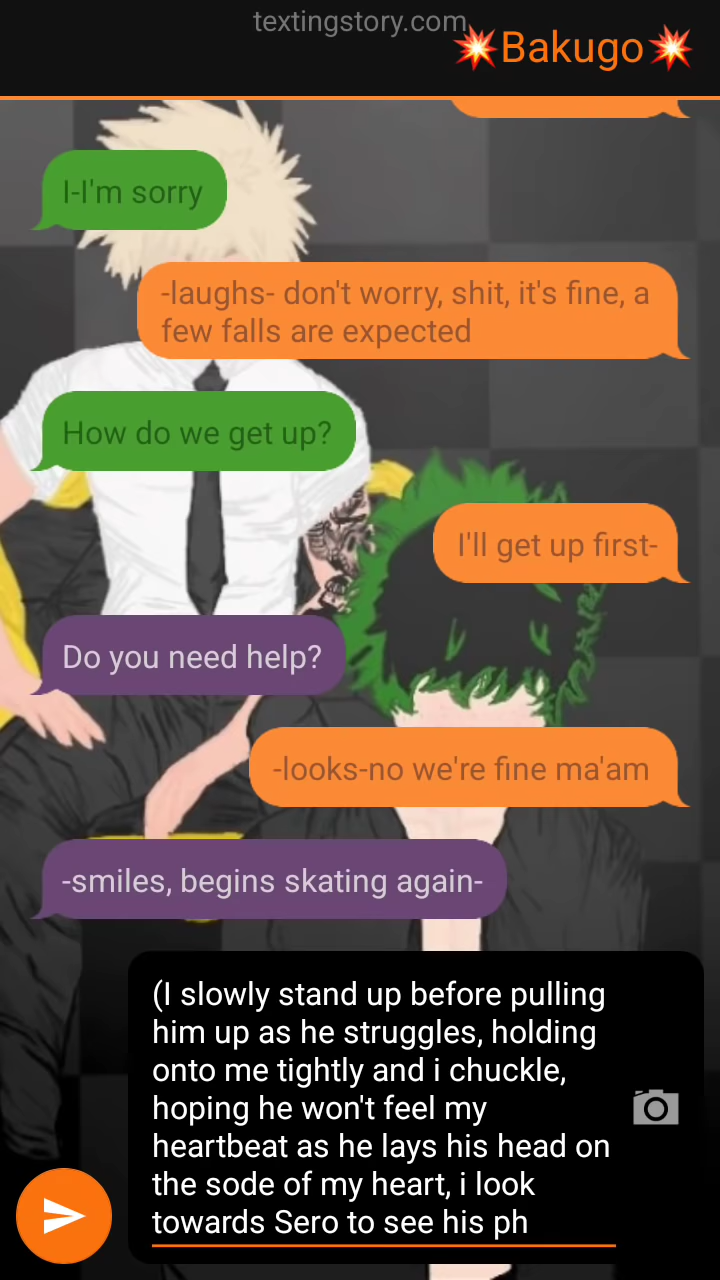 textingstory.com
💥Bakugo💥
I-I'm sorry
-laughs- don't worry, shit, it's fine, a
few falls are expected
How do we get up?
I'll get up first-
Do you need help?
-looks-no we're fine ma'am
-smiles, begins skating again-
(I slowly stand up before pulling
him up as he struggles, holding
onto me tightly and i chuckle,
hoping he won't feel my
heartbeat as he lays his head on
the sode of my heart, i look
towards Sero to see his ph